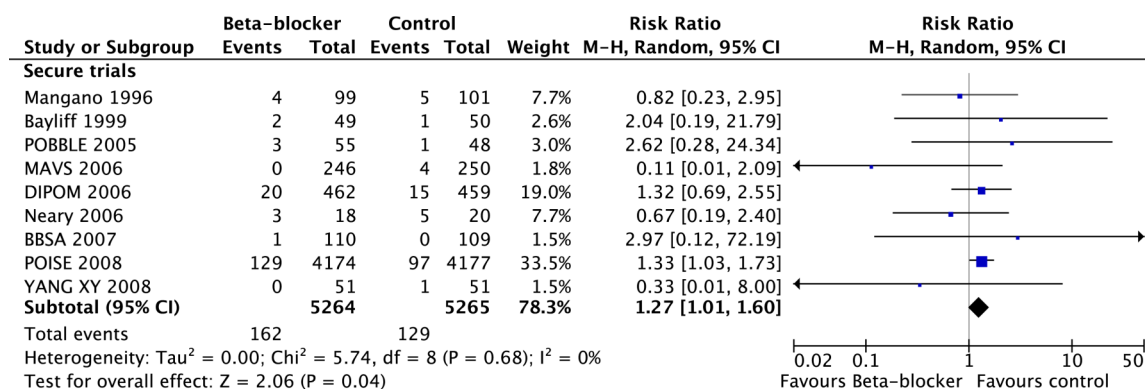 Beta-blocker Control Risk Ratio Risk Ratio
Study or Subgroup Events Total Events Total Weight M-H, Random, 95% CI M-H, Random, 95% CI
Secure trials
Mangano 1996 4 99 5 101 7.7% 0.82 [0.23, 2.95]
Bayliff 1999 2 49 1 50 2.6% 2.04 [0.19, 21.79]
POBBLE 2005 3 55 1 48 3.0% 2.62 [0.28, 24.34]
MAVS 2006 0 246 4 250 1.8% 0.11 [0.01, 2.09]
DIPOM 2006 20 462 15 459 19.0% 1.32 [0.69, 2.55]
Neary 2006 3 18 5 20 7.7% 0.67 [0.19, 2.40]
BBSA 2007 1 110 0 109 1.5% 2.97 [0.12, 72.19]
POISE 2008 129 4174 97 4177 33.5% 1.33 [1.03, 1.73]
YANG XY 2008 0 51 1 51 1.5% 0.33 [0.01, 8.00]
Subtotal (95% CI) 5264 5265 78.3% 1.27 [1.01, 1.60]
Total events 162 129
Heterogeneity: Tau² = 0.00; Chi² = 5.74, df = 8 (P = 0.68); I² = 0%
Test for overall effect: Z = 2.06 (P = 0.04)
0.02 0.1 1 10 50
Favours Beta-blocker Favours control